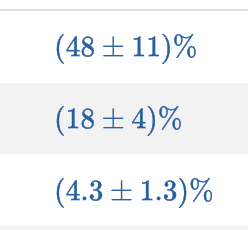 (48 ± 11)%
(18 ± 4)%
(4.3 ± 1.3)%